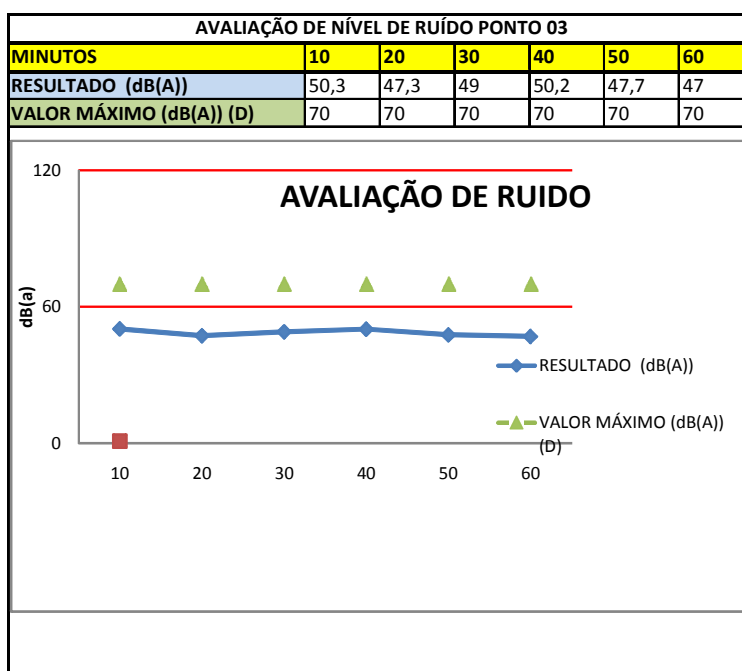 AVALIAÇÃO DE NÍVEL DE RUÍDO PONTO 03
MINUTOS 10 20 30 40 50 60
RESULTADO (dB(A)) 50,3 47,3 49 50,2 47,7 47
VALOR MÁXIMO (dB(A)) (D) 70 70 70 70 70 70
AVALIAÇÃO DE RUIDO
120
60
0
dB(a)
10 20 30 40 50 60
RESULTADO (dB(A))
VALOR MÁXIMO (dB(A))
(D)